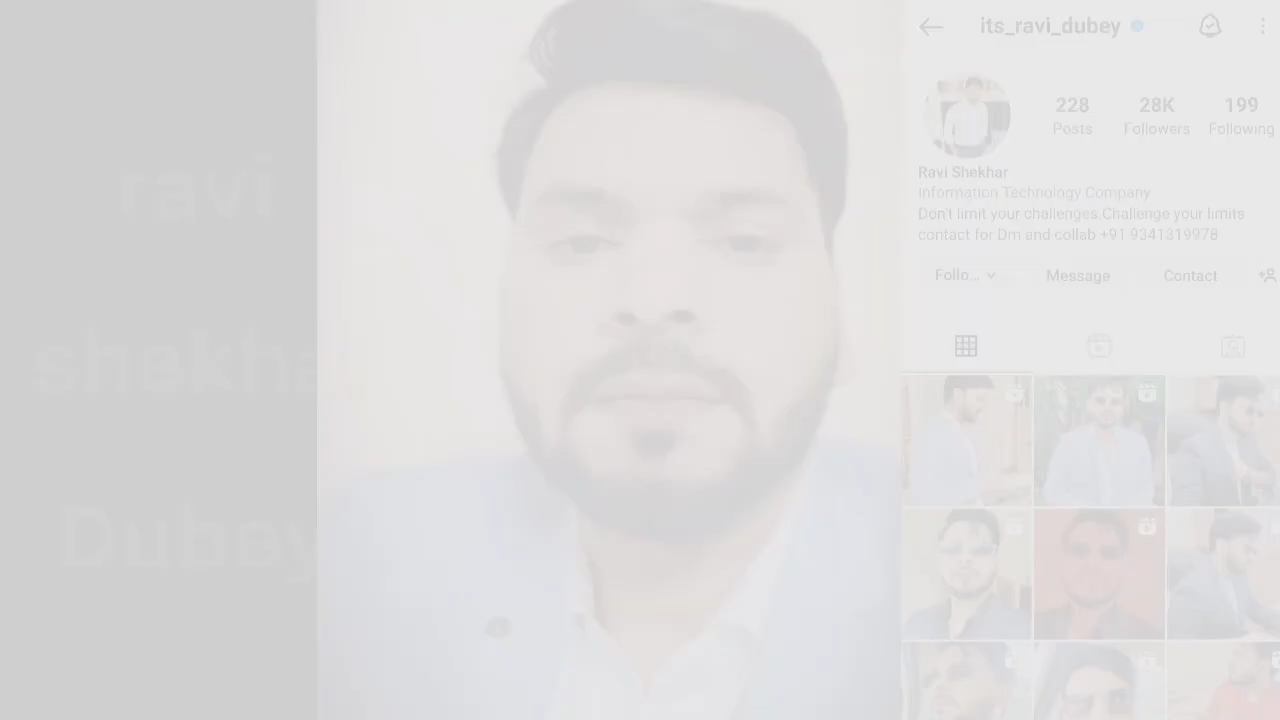 ravi
shekha
Dubey
its_ravi_dubey
228
28K
199
Posts
Followers
Following
Ravi Shekhar
Information Technology Company
Don't limit your challenges.Challenge your limits
contact for Dm and collab +91 9341319978
Follo...
Message
Contact